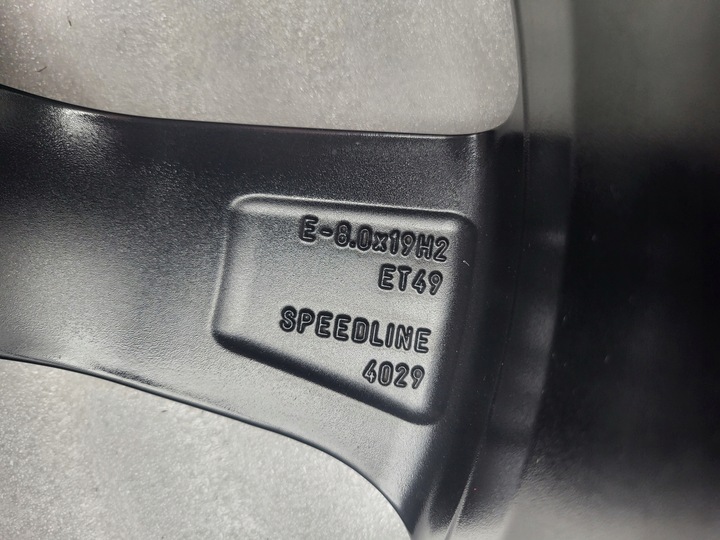 E-8.0x19H2
ET49
SPEEDLINE
4029